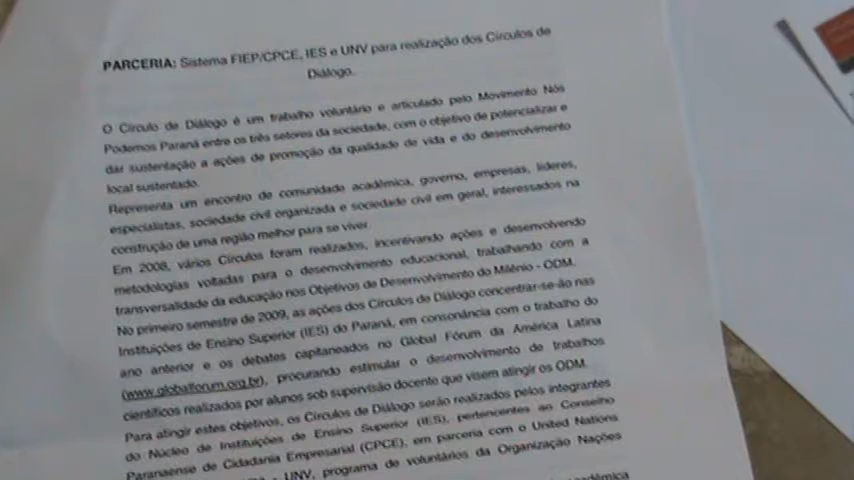 PARCERIA: Sistema FIEP/CPCE, IES e UNV para realização dos Círculos de
Diálogo.
O Círculo de Diálogo é um trabalho voluntário e articulado pelo Movimento Nós
Podemos Paraná entre os três setores da sociedade, com o objetivo de potencializar e
dar sustentação a ações de promoção da qualidade de vida e do desenvolvimento
local sustentado.
Representa um encontro de comunidade acadêmica, governo, empresas, líderes,
especialistas, sociedade civil organizada e sociedade civil em geral, interessados na
construção de uma região melhor para se viver.
Em 2008, vários Círculos foram realizados, incentivando ações e desenvolvendo
metodologias voltadas para o desenvolvimento educacional, trabalhando com a
transversalidade da educação nos Objetivos de Desenvolvimento do Milênio - ODM.
No primeiro semestre de 2009, as ações dos Círculos de Diálogo concentrar-se-ão nas
Instituições de Ensino Superior (IES) do Paraná, em consonância com o trabalho do
ano anterior e os debates capitaneados no Global Fórum da América Latina
(www.globalforum.org.br), procurando estimular o desenvolvimento de trabalhos
científicos realizados por alunos sob supervisão docente que visem atingir os ODM.
Para atingir estes objetivos, os Círculos de Diálogo serão realizados pelos integrantes
do Núcleo de Instituições de Ensino Superior (IES), pertencentes ao Conselho
Paranaense de Cidadania Empresarial (CPCE), em parceria com o United Nations
- UNV, programa de voluntários da Organização Nações